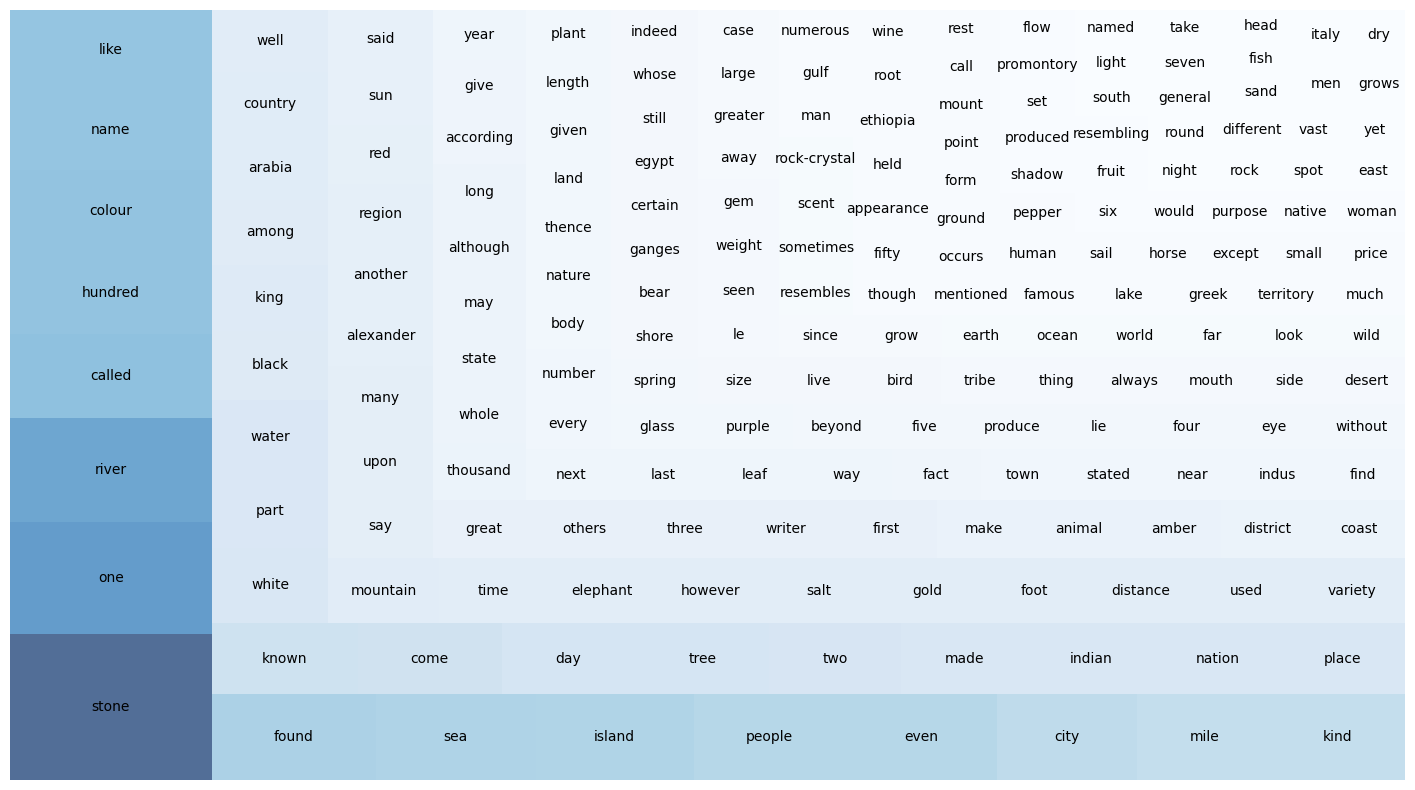 like
name
colour
hundred
called
river
one
stone
well
country
arabia
among
king
black
water
part
white
said
sun
red
region
another
alexander
many
upon
say
year
give
according
long
although
may
state
whole
thousand
plant
length
given
land
thence
nature
body
number
every
indeed
whose
still
egypt
certain
ganges
bear
shore
spring
case
large
greater
away
gem
weight
seen
le
size
numerous
gulf
man
rock-crystal
scent
sometimes
resembles
wine
root
ethiopia
held
appearance
fifty
rest
call
mount
point
form
ground
occurs
flow
promontory
set
produced
shadow
pepper
named
light
south
resembling
fruit
take
seven
general
round
head
fish
sand
different
italy dry
men grows
vast yet
night rock spot east
six would purpose native woman
human sail horse except small price
though mentioned famous lake greek territory much
since grow earth ocean world far look wild
live bird tribe thing always mouth side desert
glass purple beyond five produce lie four eye without
next last leaf way fact town stated near indus find
great others three writer first make animal amber district coast
mountain time elephant however salt gold foot distance used variety
known come day tree two made indian nation place
found sea island people even city mile kind